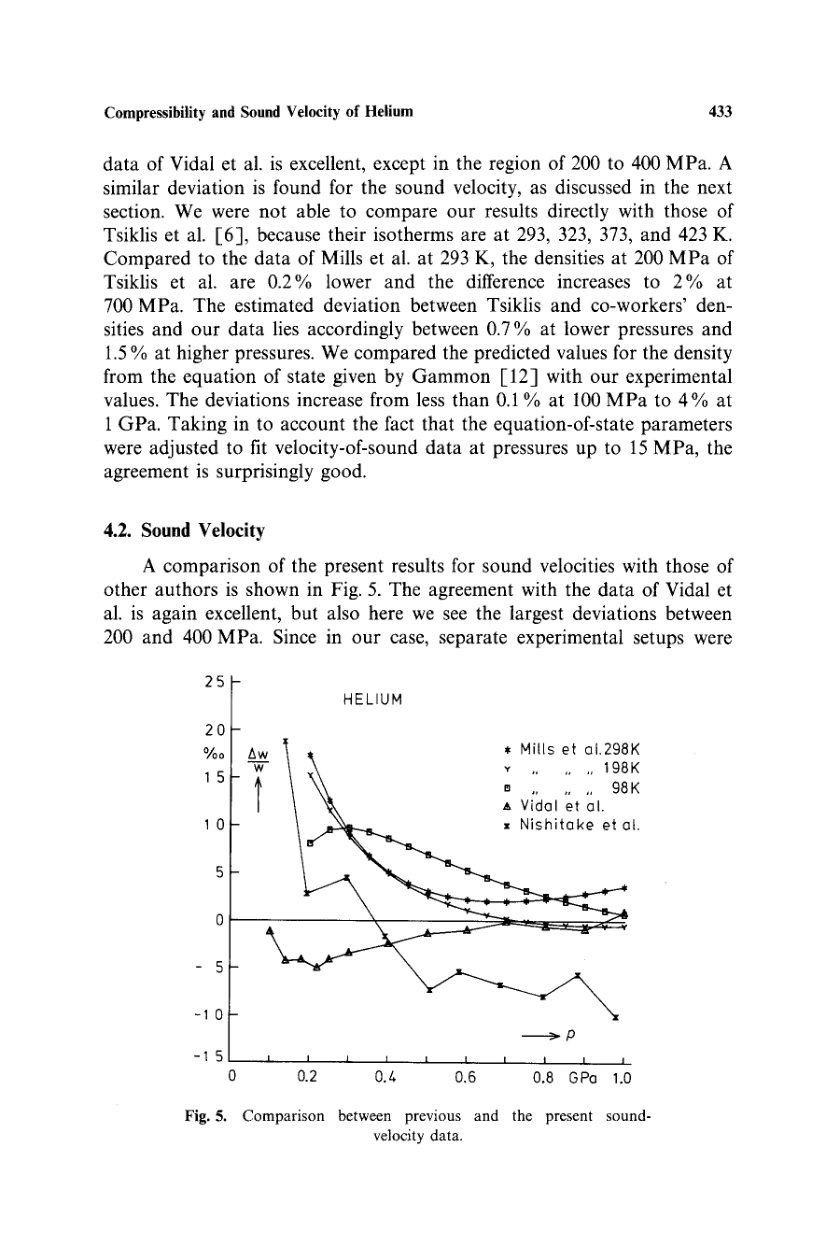 Compressibility and Sound Velocity of Helium 433
data of Vidal et al. is excellent, except in the region of 200 to 400 MPa. A
similar deviation is found for the sound velocity, as discussed in the next
section. We were not able to compare our results directly with those of
Tsiklis et al. [6], because their isotherms are at 293, 323, 373, and 423 K.
Compared to the data of Mills et al. at 293 K, the densities at 200 MPa of
Tsiklis et al. are 0.2% lower and the difference increases to 2% at
700 MPa. The estimated deviation between Tsiklis and co-workers' den-
sities and our data lies accordingly between 0.7% at lower pressures and
1.5% at higher pressures. We compared the predicted values for the density
from the equation of state given by Gammon [12] with our experimental
values. The deviations increase from less than 0.1% at 100 MPa to 4% at
1 GPa. Taking in to account the fact that the equation-of-state parameters
were adjusted to fit velocity-of-sound data at pressures up to 15 MPa, the
agreement is surprisingly good.
4.2. Sound Velocity
A comparison of the present results for sound velocities with those of
other authors is shown in Fig. 5. The agreement with the data of Vidal et
al. is again excellent, but also here we see the largest deviations between
200 and 400 MPa. Since in our case, separate experimental setups were
25
HELIUM
20
‰ Δw
w
15
10
5
0
- 5
-10
-15
Mills et al. 298K
,, ,, ,, 198K
,, ,, ,, 98K
Vidal et al.
Nishitake et al.
→ p
0 0.2 0.4 0.6 0.8 GPa 1.0
Fig. 5. Comparison between previous and the present sound-
velocity data.